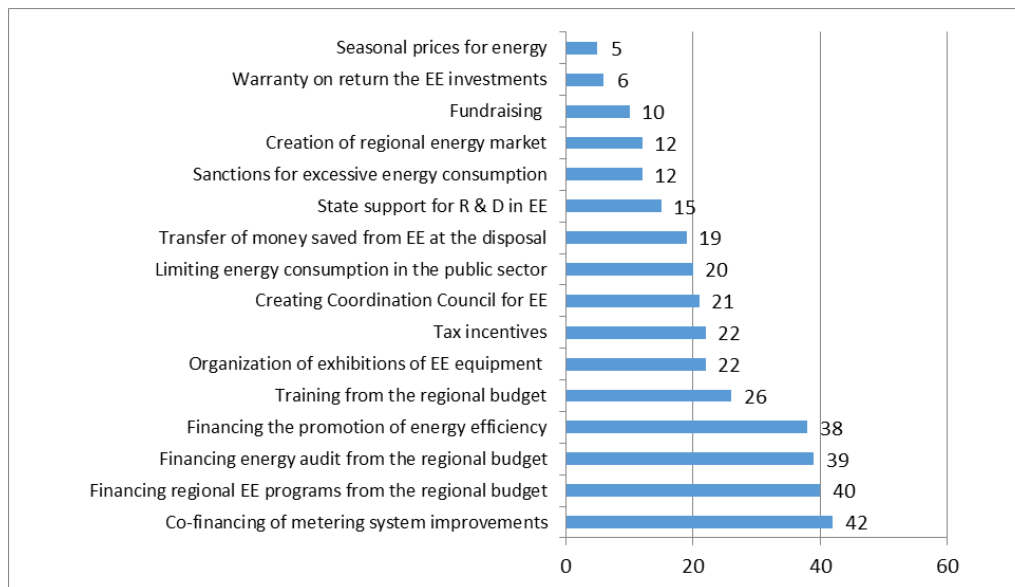 Seasonal prices for energy 5
Warranty on return the EE investments 6
Fundraising 10
Creation of regional energy market 12
Sanctions for excessive energy consumption 12
State support for R & D in EE 15
Transfer of money saved from EE at the disposal 19
Limiting energy consumption in the public sector 20
Creating Coordination Council for EE 21
Tax incentives 22
Organization of exhibitions of EE equipment 22
Training from the regional budget 26
Financing the promotion of energy efficiency 38
Financing energy audit from the regional budget 39
Financing regional EE programs from the regional budget 40
Co-financing of metering system improvements 42
0 20 40 60